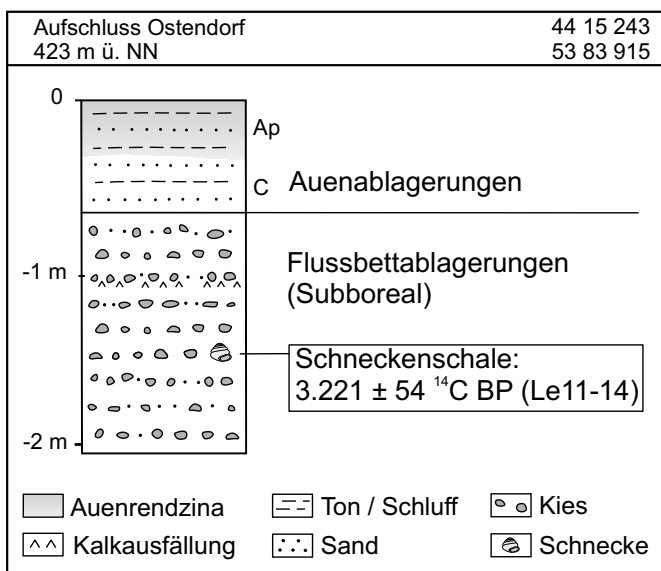 Aufschluss Ostendorf 44 15 243
423 m ü. NN 53 83 915
0
Ap
C Auenablagerungen
-1 m
Flussbettablagerungen
(Subboreal)
Schneckenschale:
3.221 ± 54 ¹⁴C BP (Le11-14)
-2 m
Auenrendzina Ton / Schluff Kies
Kalkausfällung Sand Schnecke